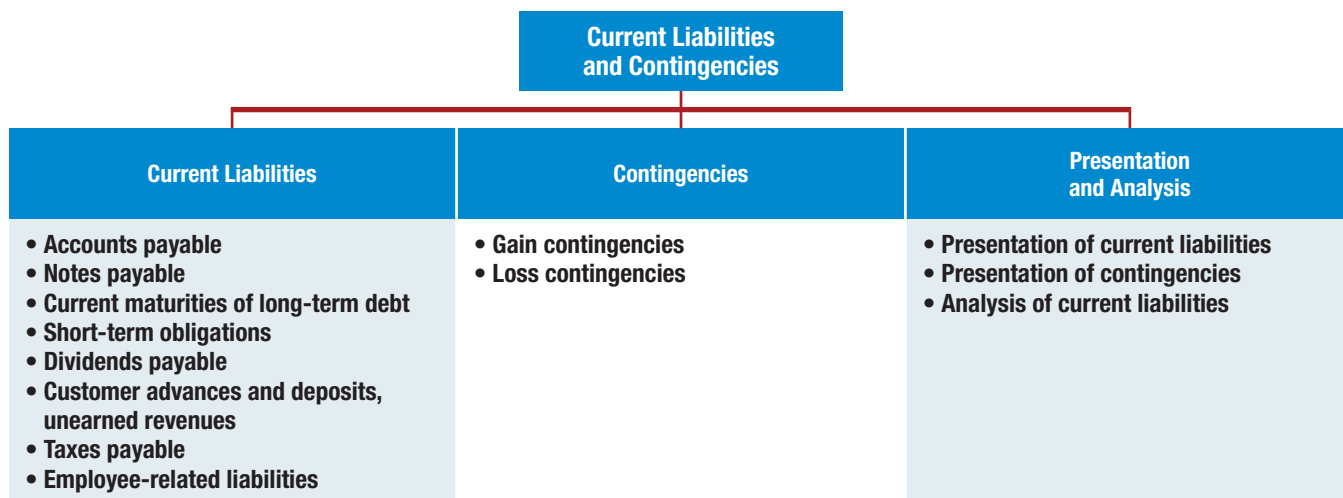 Current Liabilities
and Contingencies
Current Liabilities
• Accounts payable
• Notes payable
• Current maturities of long-term debt
• Short-term obligations
• Dividends payable
• Customer advances and deposits,
unearned revenues
• Taxes payable
• Employee-related liabilities
Contingencies
• Gain contingencies
• Loss contingencies
Presentation
and Analysis
• Presentation of current liabilities
• Presentation of contingencies
• Analysis of current liabilities